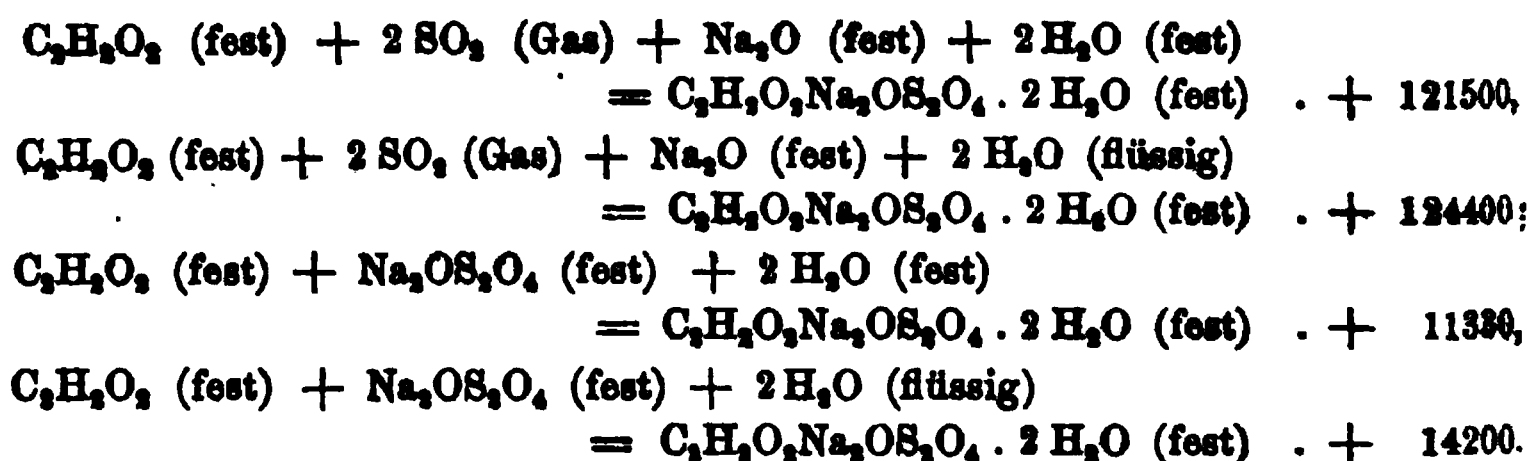 C₂H₂O₂ (fest) + 2 SO₂ (Gas) + Na₂O (fest) + 2 H₂O (fest)
= C₂H₂O₂Na₂OS₂O₄ . 2 H₂O (fest) . + 121500,
C₂H₂O₂ (fest) + 2 SO₂ (Gas) + Na₂O (fest) + 2 H₂O (flüssig)
= C₂H₂O₂Na₂OS₂O₄ . 2 H₂O (fest) . + 124400;
C₂H₂O₂ (fest) + Na₂OS₂O₄ (fest) + 2 H₂O (fest)
= C₂H₂O₂Na₂OS₂O₄ . 2 H₂O (fest) . + 11330,
C₂H₂O₂ (fest) + Na₂OS₂O₄ (fest) + 2 H₂O (flüssig)
= C₂H₂O₂Na₂OS₂O₄ . 2 H₂O (fest) . + 14200.